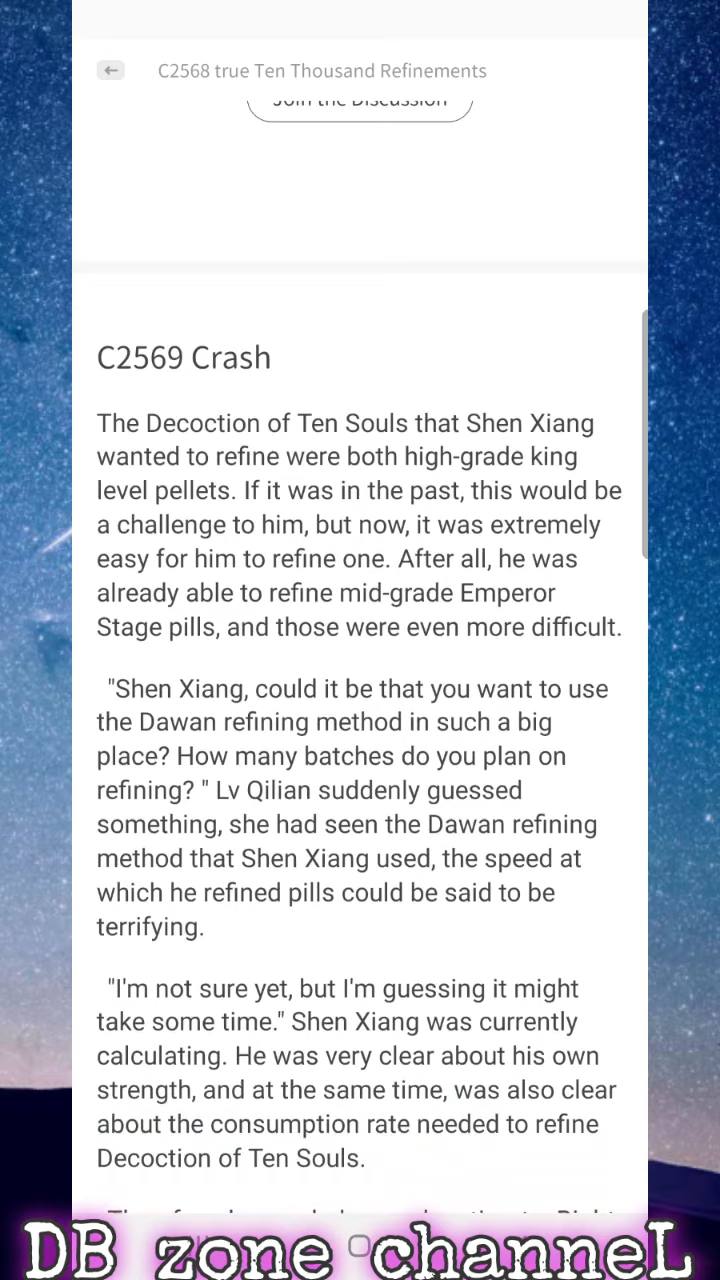 C2568 true Ten Thousand Refinements
Join the Discussion
C2569 Crash
The Decoction of Ten Souls that Shen Xiang
wanted to refine were both high-grade king
level pellets. If it was in the past, this would be
a challenge to him, but now, it was extremely
easy for him to refine one. After all, he was
already able to refine mid-grade Emperor
Stage pills, and those were even more difficult.
"Shen Xiang, could it be that you want to use
the Dawan refining method in such a big
place? How many batches do you plan on
refining? " Lv Qilian suddenly guessed
something, she had seen the Dawan refining
method that Shen Xiang used, the speed at
which he refined pills could be said to be
terrifying.
"I'm not sure yet, but I'm guessing it might
take some time." Shen Xiang was currently
calculating. He was very clear about his own
strength, and at the same time, was also clear
about the consumption rate needed to refine
Decoction of Ten Souls.
DB zone channeL